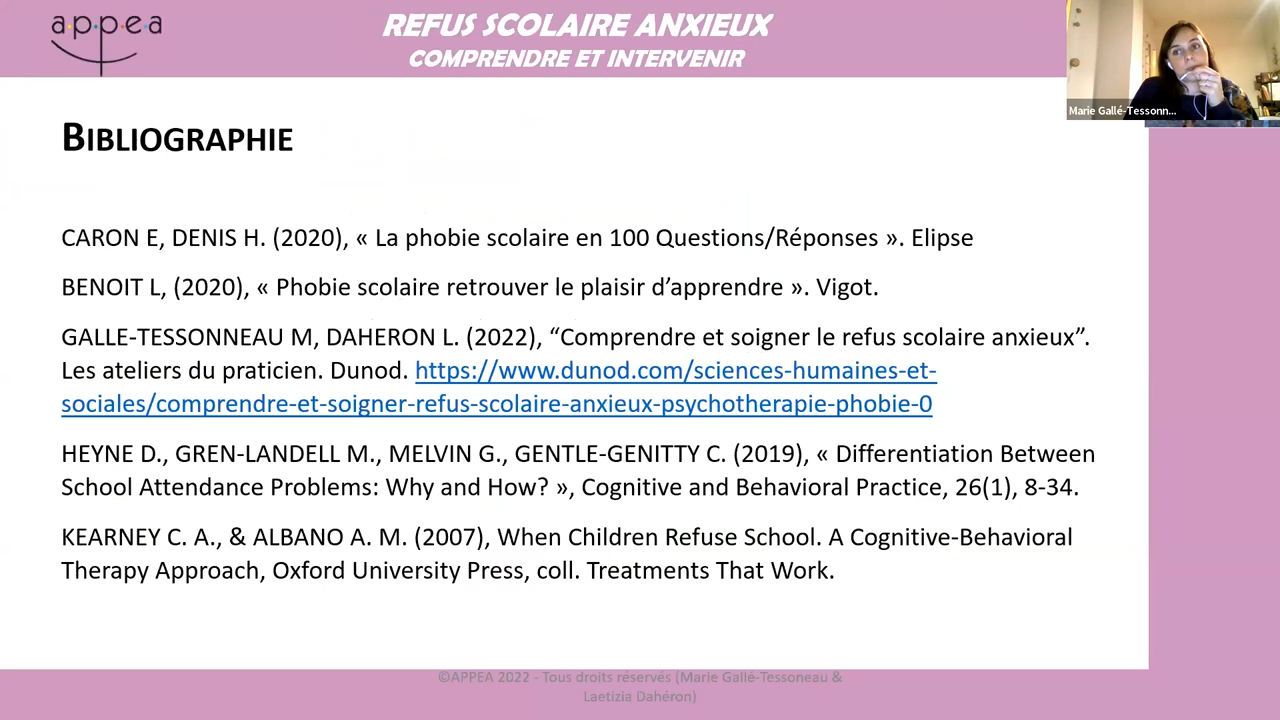 a·p·p·e·a
REFUS SCOLAIRE ANXIEUX
COMPRENDRE ET INTERVENIR
Marie Gallé-Tessonn...
BIBLIOGRAPHIE
CARON E, DENIS H. (2020), « La phobie scolaire en 100 Questions/Réponses ». Elipse
BENOIT L, (2020), « Phobie scolaire retrouver le plaisir d’apprendre ». Vigot.
GALLE-TESSONNEAU M, DAHERON L. (2022), “Comprendre et soigner le refus scolaire anxieux”.
Les ateliers du praticien. Dunod. https://www.dunod.com/sciences-humaines-et-
sociales/comprendre-et-soigner-refus-scolaire-anxieux-psychotherapie-phobie-0
HEYNE D., GREN-LANDELL M., MELVIN G., GENTLE-GENITTY C. (2019), « Differentiation Between
School Attendance Problems: Why and How? », Cognitive and Behavioral Practice, 26(1), 8-34.
KEARNEY C. A., & ALBANO A. M. (2007), When Children Refuse School. A Cognitive-Behavioral
Therapy Approach, Oxford University Press, coll. Treatments That Work.
©APPEA 2022 - Tous droits réservés (Marie Gallé-Tessoneau &
Laetizia Dahéron)